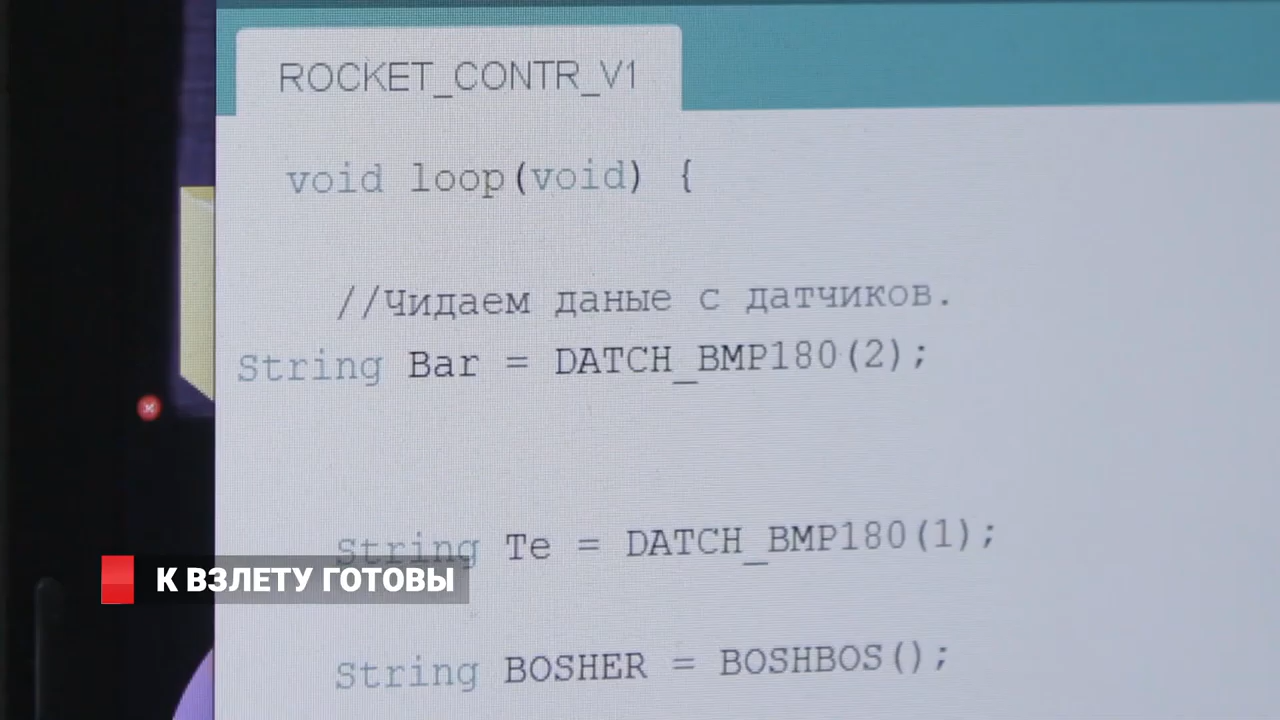 ROCKET_CONTR_V1
void loop(void) {
//Чидаем даные с датчиков.
String Bar = DATCH_BMP180(2);
String Te = DATCH_BMP180(1);
К ВЗЛЕТУ ГОТОВЫ
String BOSHER = BOSHBOS();